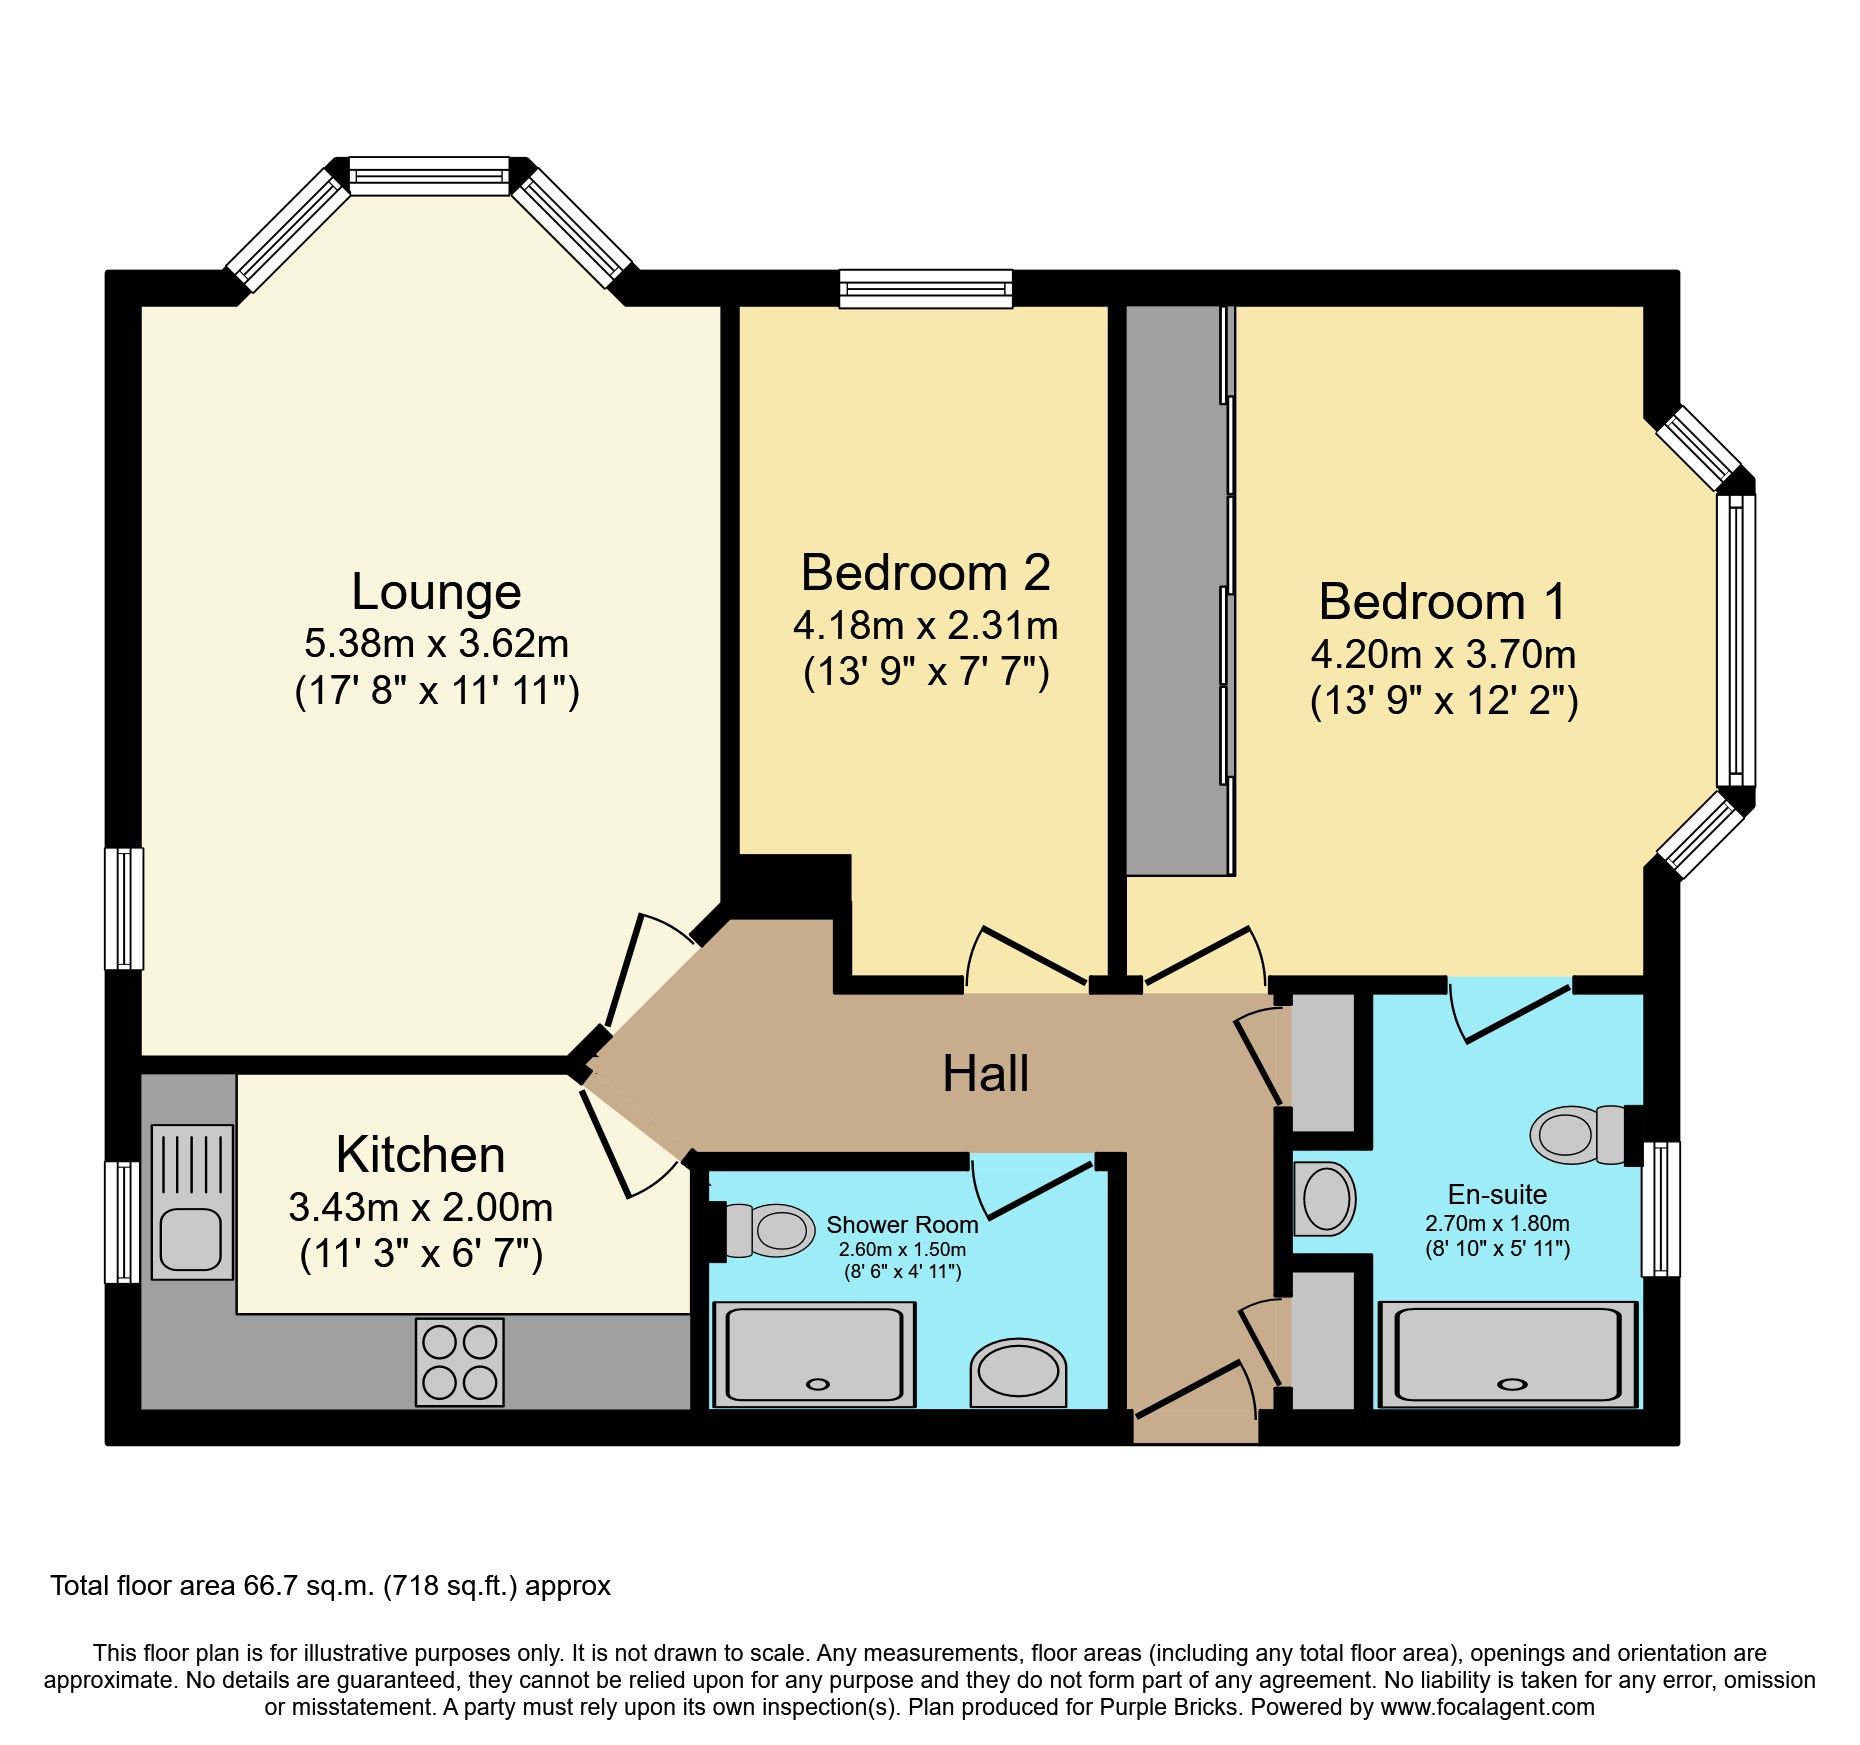 Lounge
5.38m x 3.62m
(17' 8" x 11' 11")
Bedroom 2
4.18m x 2.31m
(13' 9" x 7' 7")
Bedroom 1
4.20m x 3.70m
(13' 9" x 12' 2")
Hall
Kitchen
3.43m x 2.00m
(11' 3" x 6' 7")
Shower Room
2.60m x 1.50m
(8' 6" x 4' 11")
En-suite
2.70m x 1.80m
(8' 10" x 5' 11")
Total floor area 66.7 sq.m. (718 sq.ft.) approx
This floor plan is for illustrative purposes only. It is not drawn to scale. Any measurements, floor areas (including any total floor area), openings and orientation are
approximate. No details are guaranteed, they cannot be relied upon for any purpose and they do not form part of any agreement. No liability is taken for any error, omission
or misstatement. A party must rely upon its own inspection(s). Plan produced for Purple Bricks. Powered by www.focalagent.com